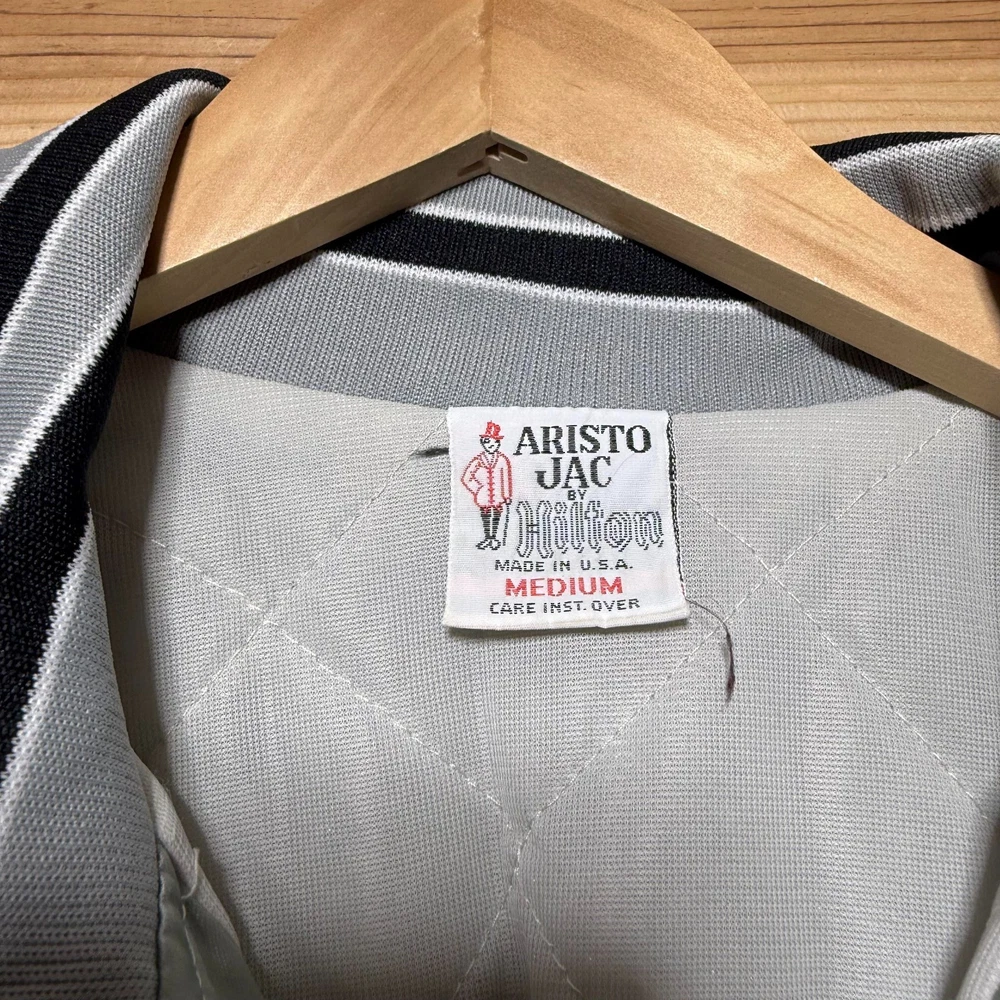 ARISTO
JAC
BY
Hilton
MADE IN U.S.A.
MEDIUM
CARE INST. OVER